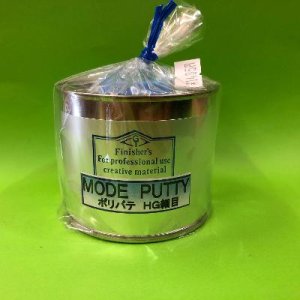 Finisher's
For professional use
creative material
MODE PUTTY
ポリパテ HG細目